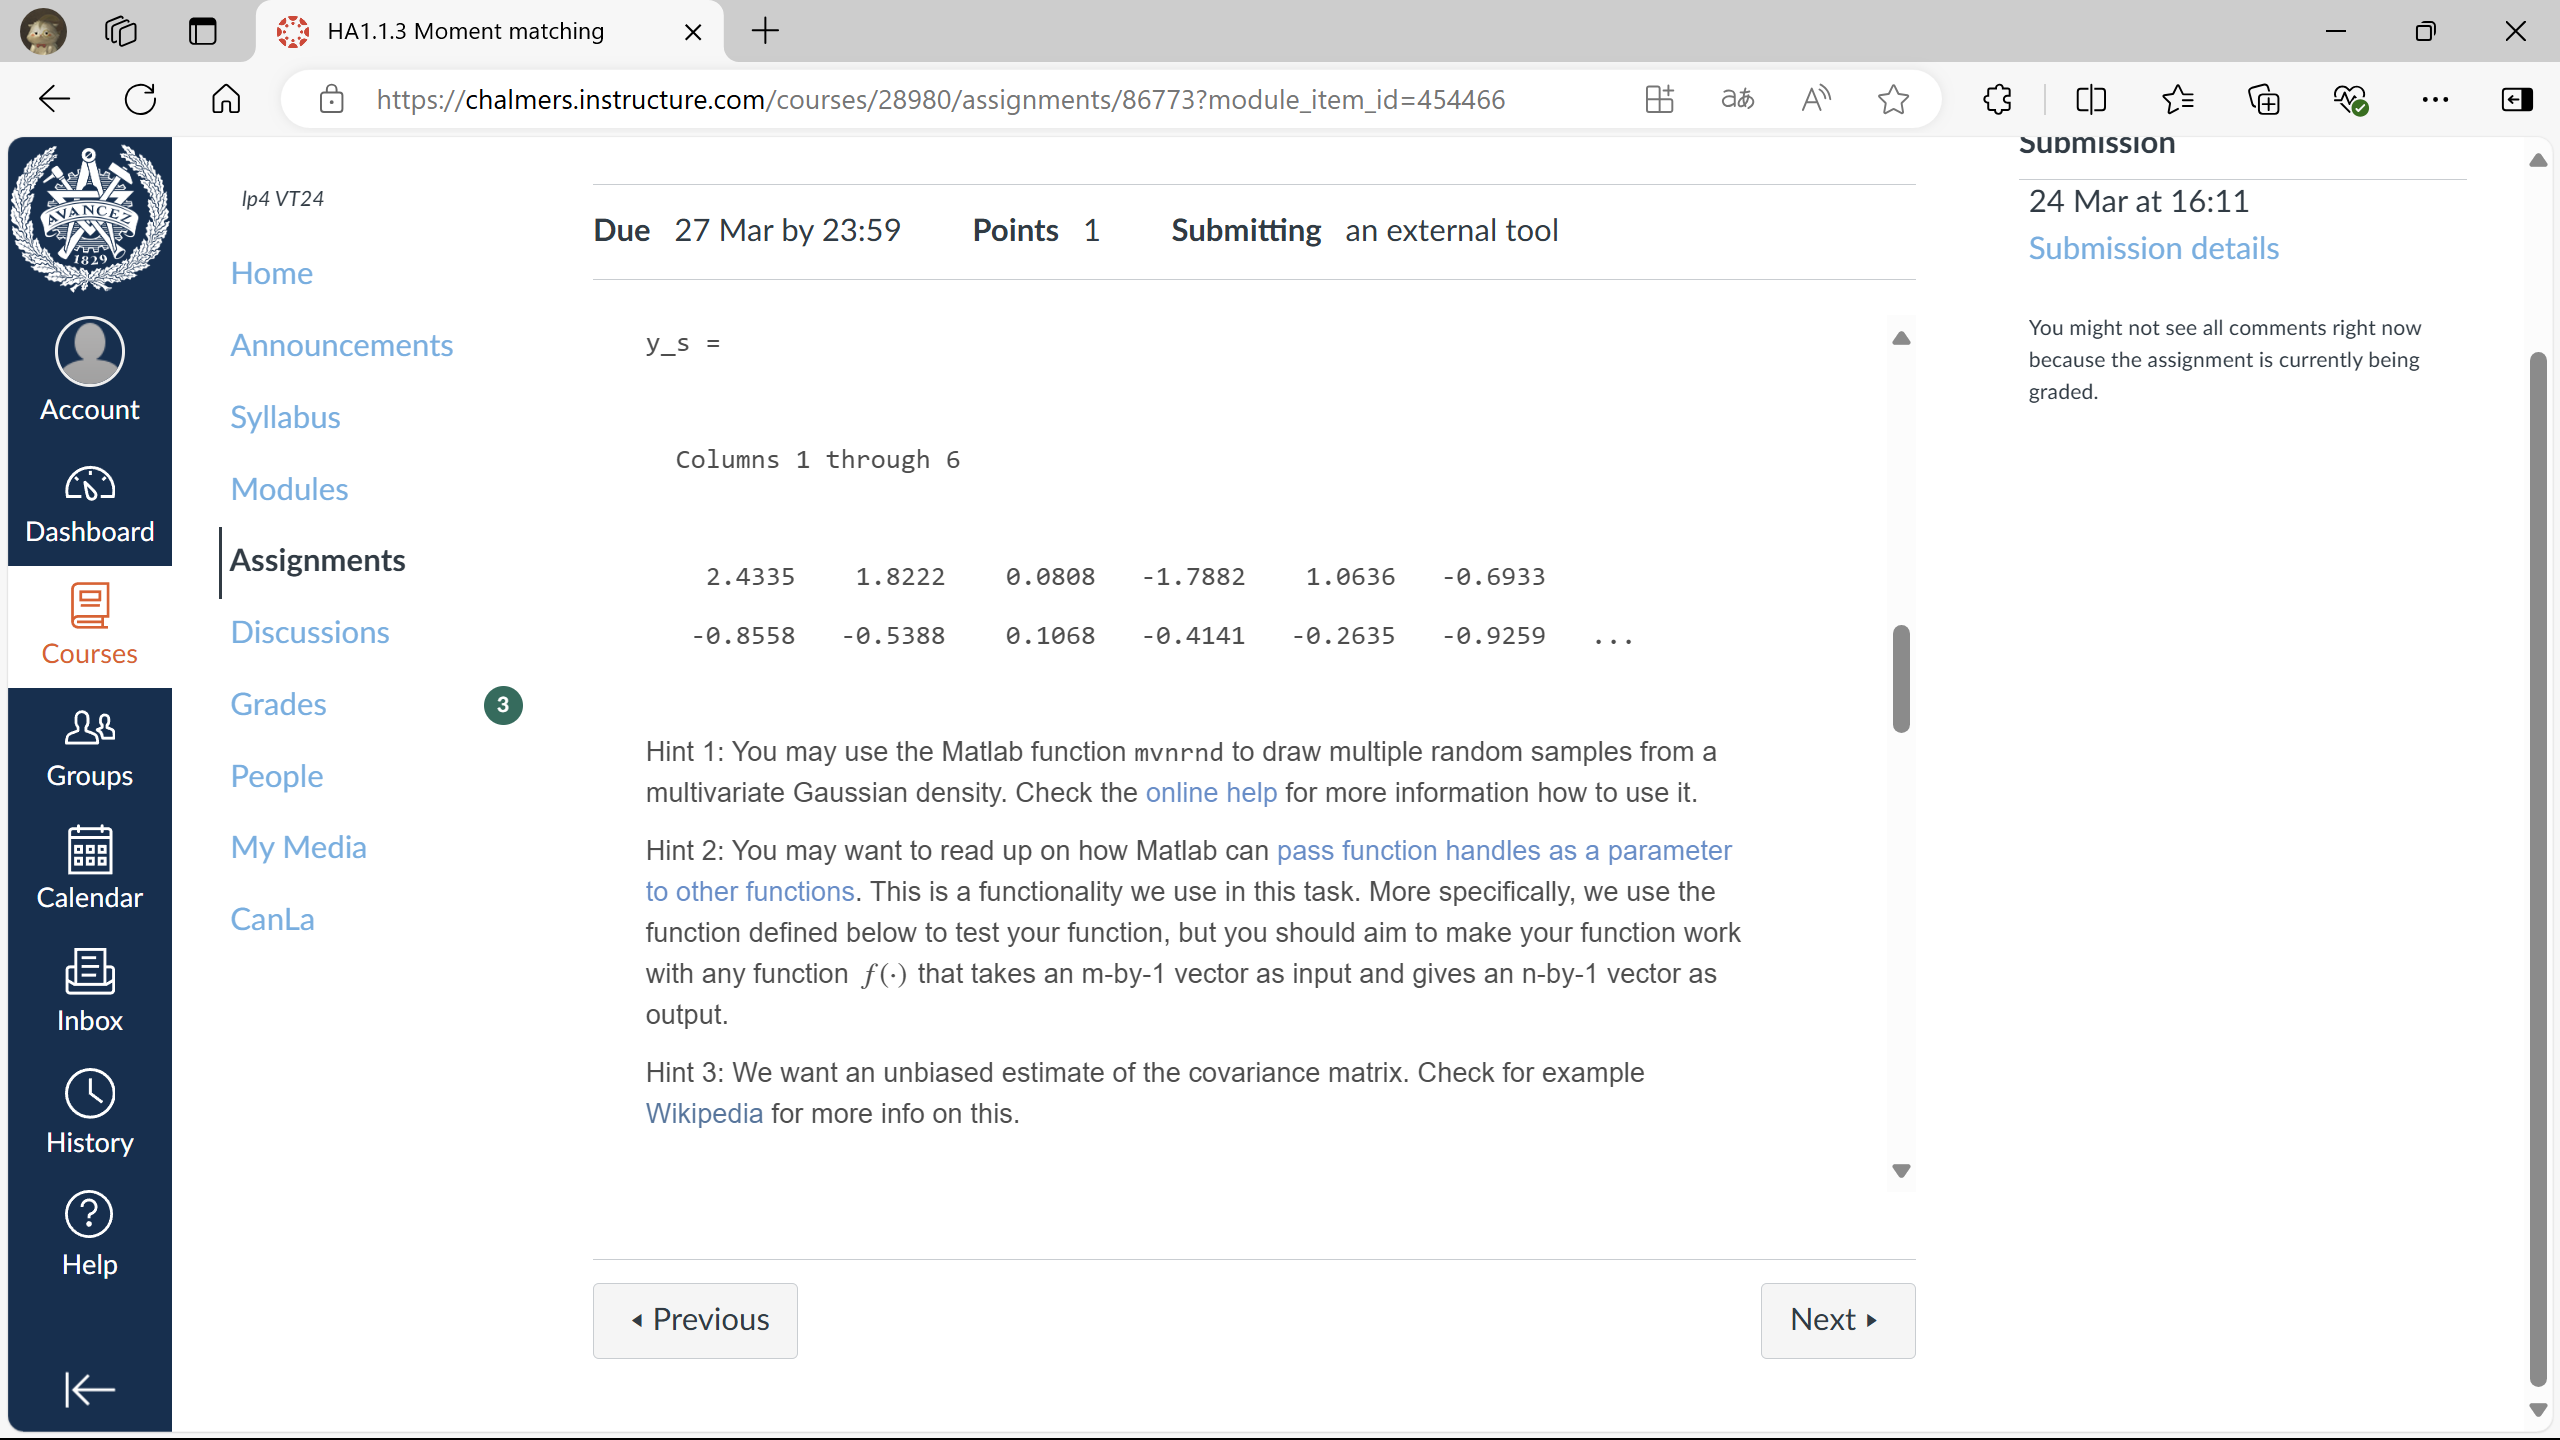 HA1.1.3 Moment matching
https://chalmers.instructure.com/courses/28980/assignments/86773?module_item_id=454466
AVANCEZ
1829
Account
Dashboard
Courses
Groups
Calendar
Inbox
History
Help
lp4 VT24
Home
Announcements
Syllabus
Modules
Assignments
Discussions
Grades 3
People
My Media
CanLa
Due 27 Mar by 23:59 Points 1 Submitting an external tool
y_s =
Columns 1 through 6
2.4335 1.8222 0.0808 -1.7882 1.0636 -0.6933
-0.8558 -0.5388 0.1068 -0.4141 -0.2635 -0.9259 ...
Hint 1: You may use the Matlab function mvnrnd to draw multiple random samples from a
multivariate Gaussian density. Check the online help for more information how to use it.
Hint 2: You may want to read up on how Matlab can pass function handles as a parameter
to other functions. This is a functionality we use in this task. More specifically, we use the
function defined below to test your function, but you should aim to make your function work
with any function f(·) that takes an m-by-1 vector as input and gives an n-by-1 vector as
output.
Hint 3: We want an unbiased estimate of the covariance matrix. Check for example
Wikipedia for more info on this.
Previous
Next
Submission
24 Mar at 16:11
Submission details
You might not see all comments right now
because the assignment is currently being
graded.